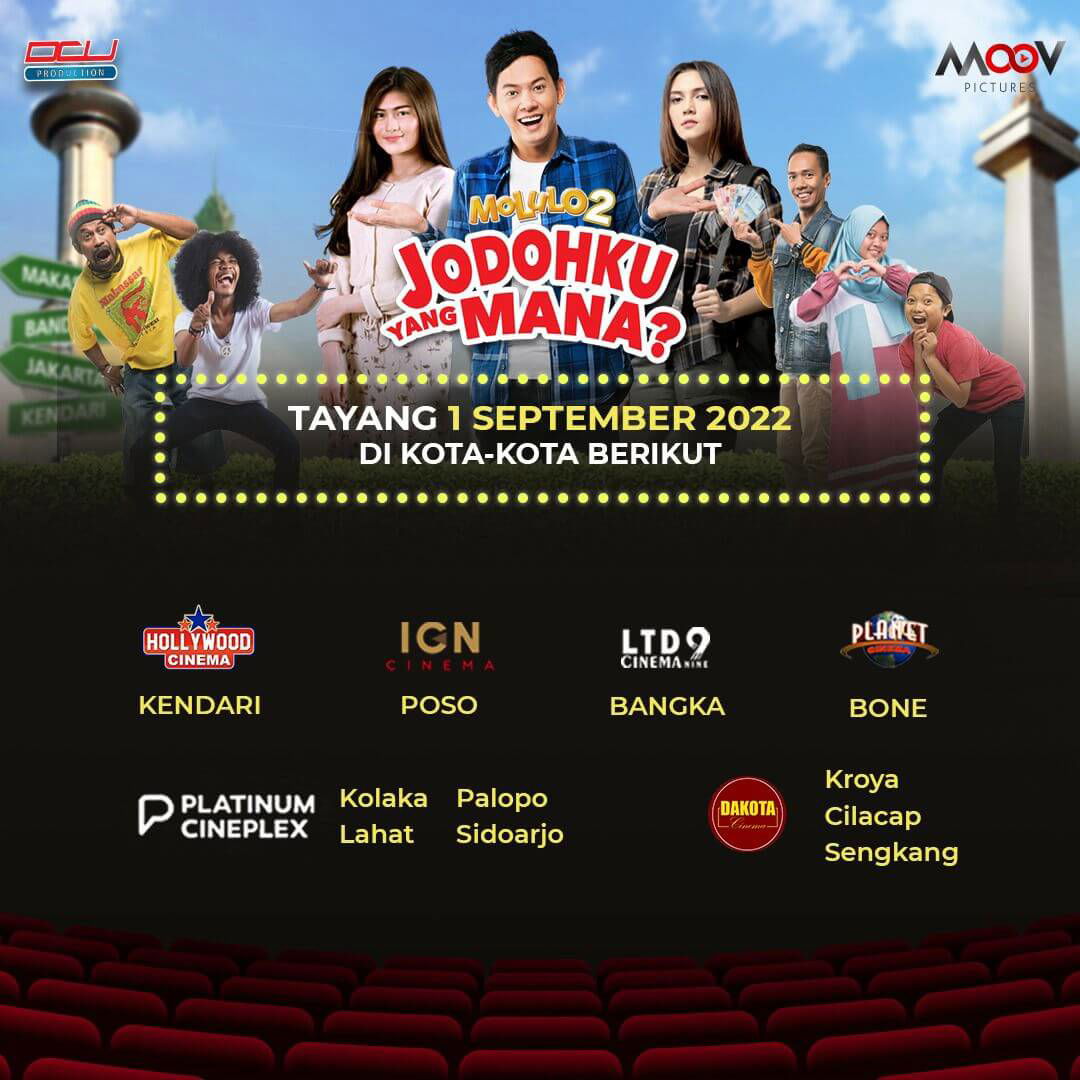 DCU
PRODUCTION
MOOV
PICTURES
MOLULO 2
JODOHKU
YANG MANA?
Makassar
BAND
JAKARTA
KENDARI
TAYANG 1 SEPTEMBER 2022
DI KOTA-KOTA BERIKUT
HOLLYWOOD
CINEMA
KENDARI
IGN
CINEMA
POSO
LTD 9
CINEMA NINE
BANGKA
PLANET
CINEMA
BONE
PLATINUM
CINEPLEX
Kolaka
Lahat
Palopo
Sidoarjo
DAKOTA
Cinema
Kroya
Cilacap
Sengkang